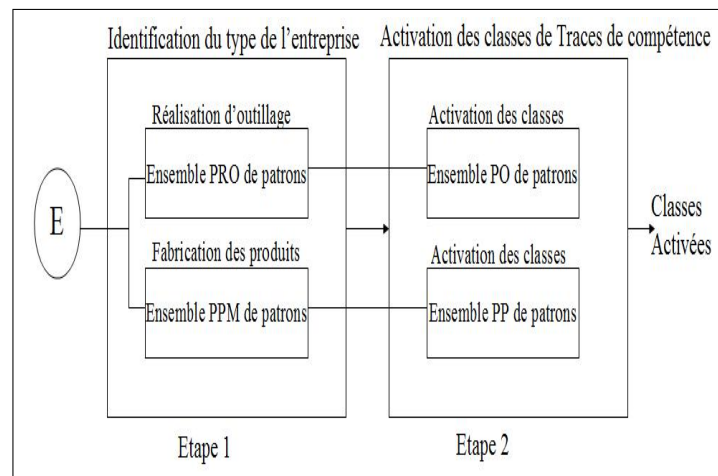 Identification du type de l'entreprise
Activation des classes de Traces de compétence
Réalisation d'outillage
Ensemble PRO de patrons
Activation des classes
Ensemble PO de patrons
E
Classes
Activées
Fabrication des produits
Ensemble PPM de patrons
Activation des classes
Ensemble PP de patrons
Etape 1
Etape 2